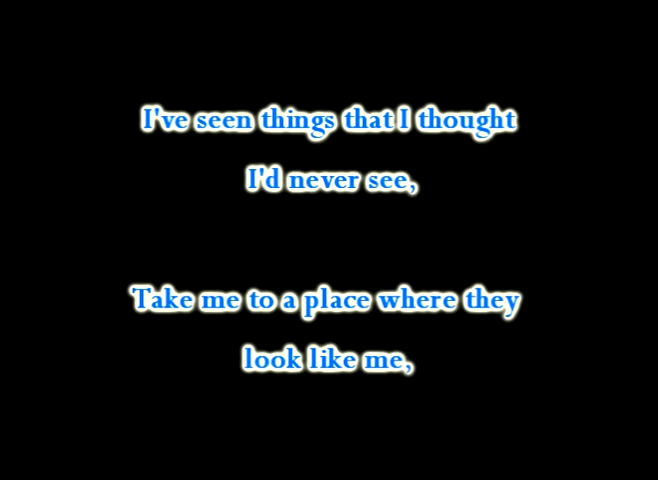 I've seen things that I thought
I'd never see,
Take me to a place where they
look like me,